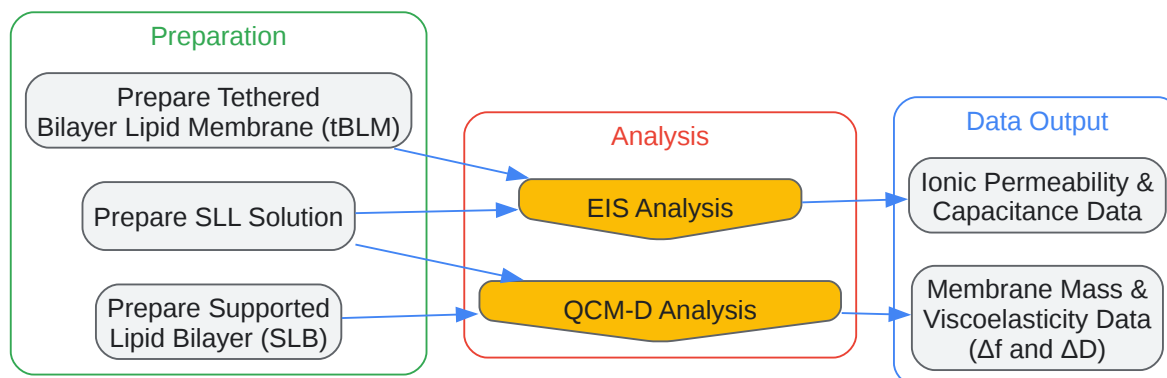 Preparation
Prepare Tethered
Bilayer Lipid Membrane (tBLM)
Prepare SLL Solution
Prepare Supported
Lipid Bilayer (SLB)
Analysis
EIS Analysis
QCM-D Analysis
Data Output
Ionic Permeability &
Capacitance Data
Membrane Mass &
Viscoelasticity Data
(Δf and ΔD)